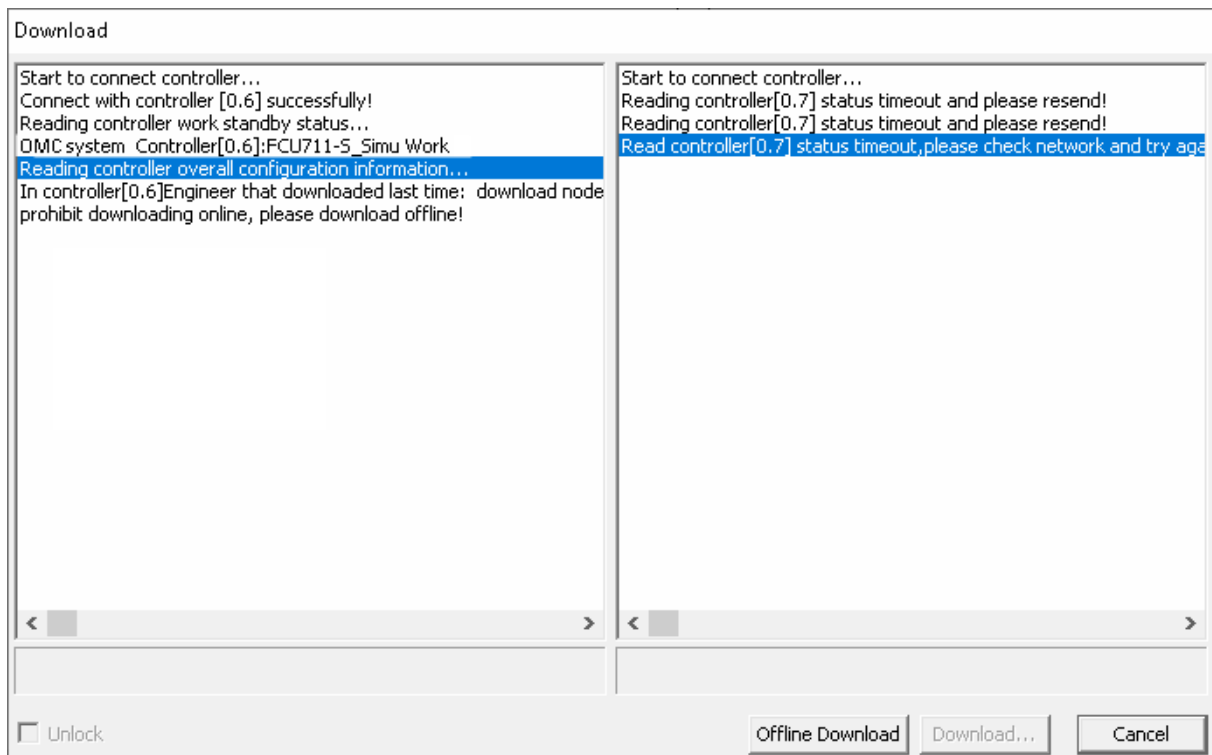 Download
Start to connect controller...
Connect with controller [0.6] successfully!
Reading controller work standby status...
OMC system Controller[0.6]:FCU711-S_Simu Work
Reading controller overall configuration information...
In controller[0.6]Engineer that downloaded last time: download node
prohibit downloading online, please download offline!
Start to connect controller...
Reading controller[0.7] status timeout and please resend!
Reading controller[0.7] status timeout and please resend!
Read controller[0.7] status timeout,please check network and try aga
Unlock
Offline Download
Download...
Cancel